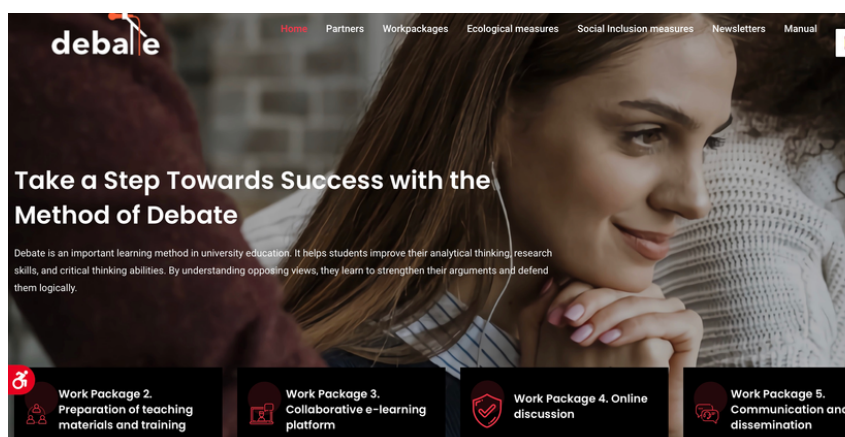 debate
Home Partners Workpackages Ecological measures Social Inclusion measures Newsletters Manual
Take a Step Towards Success with the
Method of Debate
Debate is an important learning method in university education. It helps students improve their analytical thinking, research
skills, and critical thinking abilities. By understanding opposing views, they learn to strengthen their arguments and defend
them logically.
Work Package 2.
Preparation of teaching
materials and training
Work Package 3.
Collaborative e-learning
platform
Work Package 4. Online
discussion
Work Package 5.
Communication and
dissemination